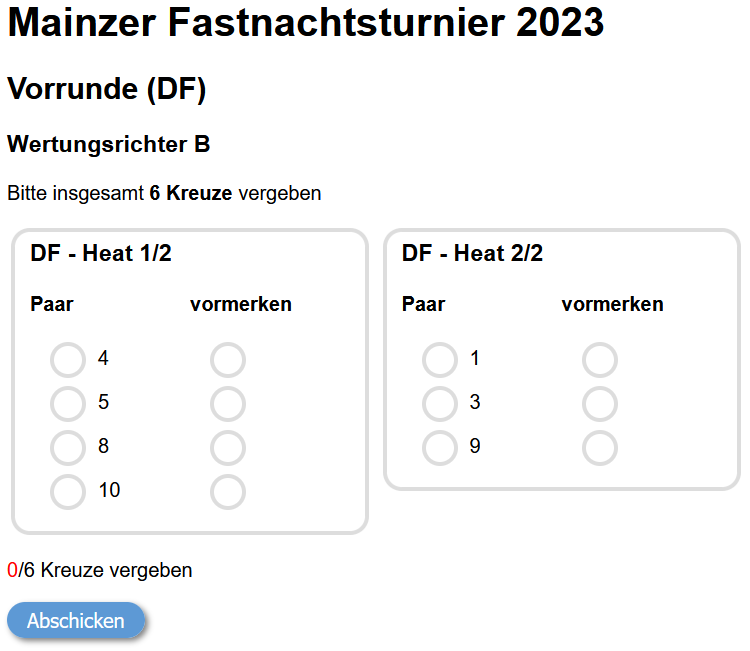 Mainzer Fastnachtsturnier 2023
Vorrunde (DF)
Wertungsrichter B
Bitte insgesamt 6 Kreuze vergeben
DF - Heat 1/2
Paar vormerken
4
5
8
10
DF - Heat 2/2
Paar vormerken
1
3
9
0/6 Kreuze vergeben
Abschicken